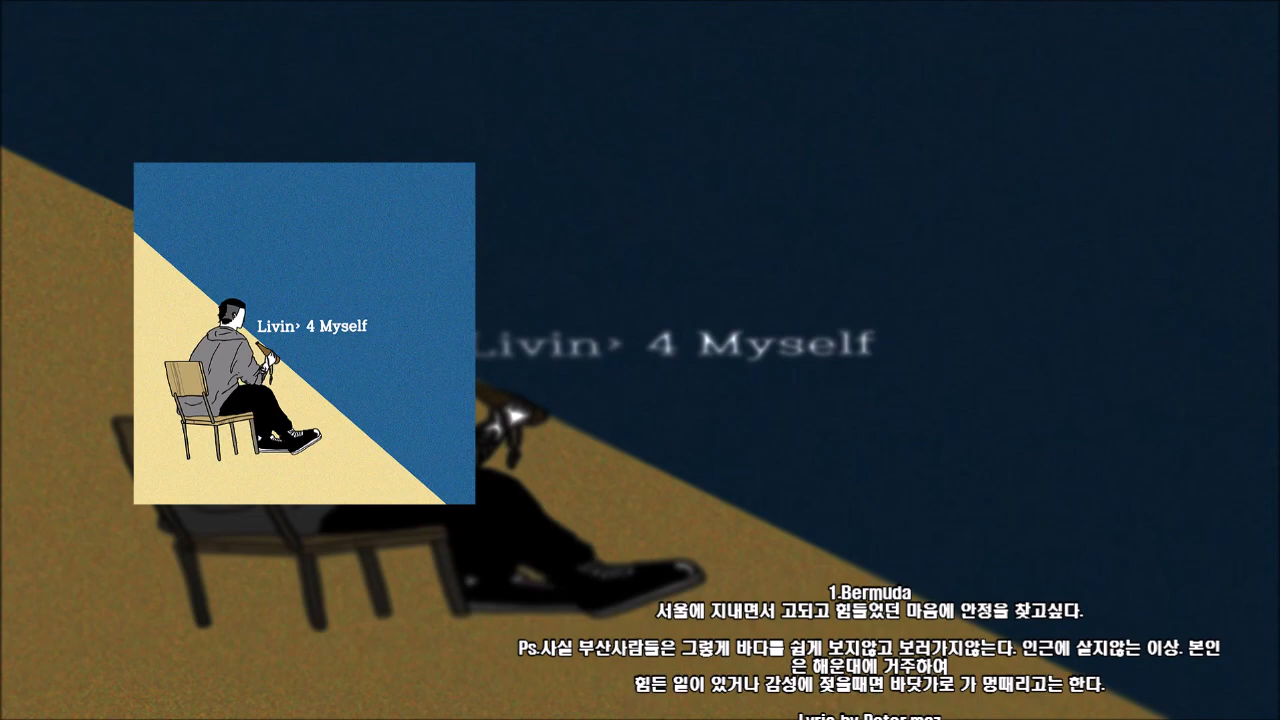 Livin' 4 Myself
Livin' 4 Myself
1.Bermuda
서울에 지내면서 고되고 힘들었던 마음에 안정을 찾고싶다.
Ps.사실 부산사람들은 그렇게 바다를 쉽게 보지않고 보러가지않는다. 인근에 살지않는 이상. 본인
은 해운대에 거주하여
힘든 일이 있거나 감성에 젖을때면 바닷가로 가 멍때리고는 한다.
Lyric by